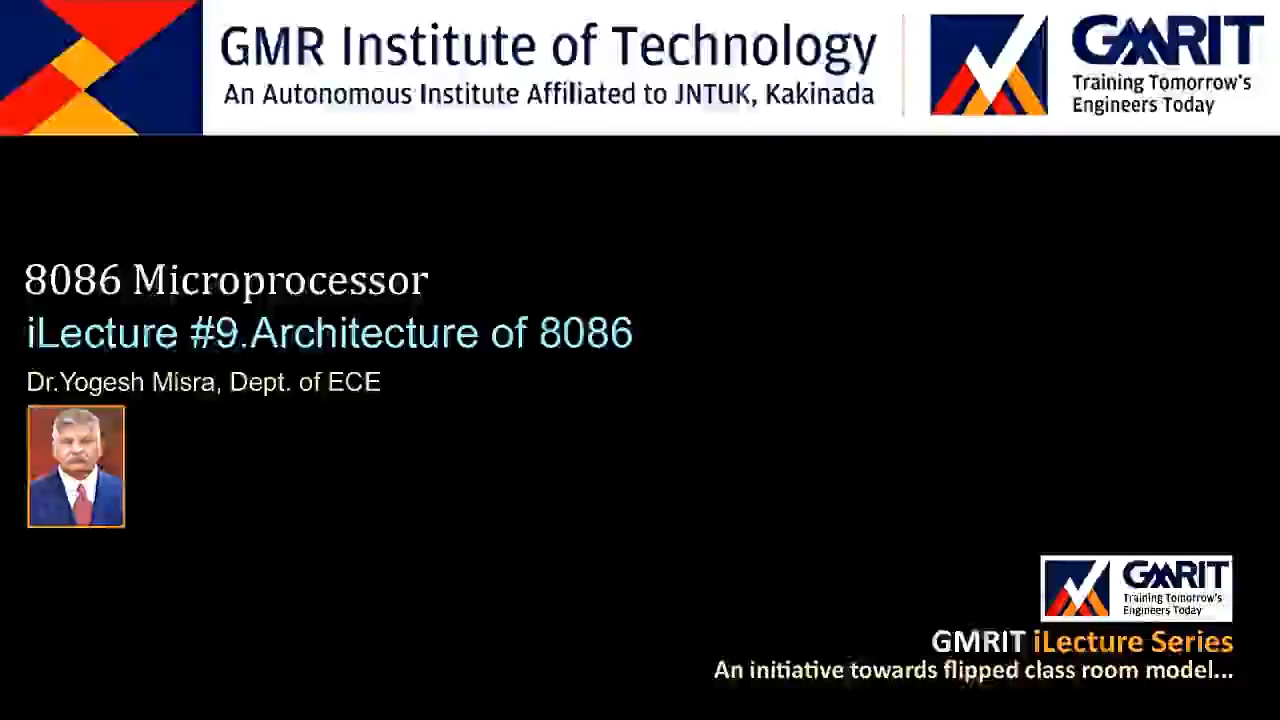 GMR Institute of Technology
An Autonomous Institute Affiliated to JNTUK, Kakinada
GMRIT
Training Tomorrow's
Engineers Today
8086 Microprocessor
iLecture #9.Architecture of 8086
Dr.Yogesh Misra, Dept. of ECE
GMRIT
Training Tomorrow's
Engineers Today
GMRIT iLecture Series
An initiative towards flipped class room model...